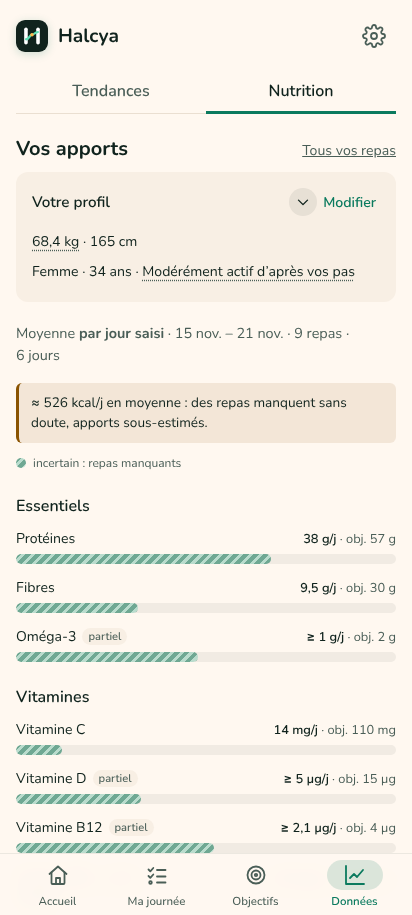 Halcya
Tendances
Nutrition
Vos apports
Tous vos repas
Votre profil
Modifier
68,4 kg · 165 cm
Femme · 34 ans · Modérément actif d'après vos pas
Moyenne par jour saisi · 15 nov. – 21 nov. · 9 repas ·
6 jours
≈ 526 kcal/j en moyenne : des repas manquent sans
doute, apports sous-estimés.
incertain : repas manquants
Essentiels
Protéines
38 g/j · obj. 57 g
Fibres
9,5 g/j · obj. 30 g
Oméga-3 partiel
≥ 1 g/j · obj. 2 g
Vitamines
Vitamine C
14 mg/j · obj. 110 mg
Vitamine D partiel
≥ 5 µg/j · obj. 15 µg
Vitamine B12 partiel
≥ 2,1 µg/j · obj. 4 µg
Accueil
Ma journée
Objectifs
Données